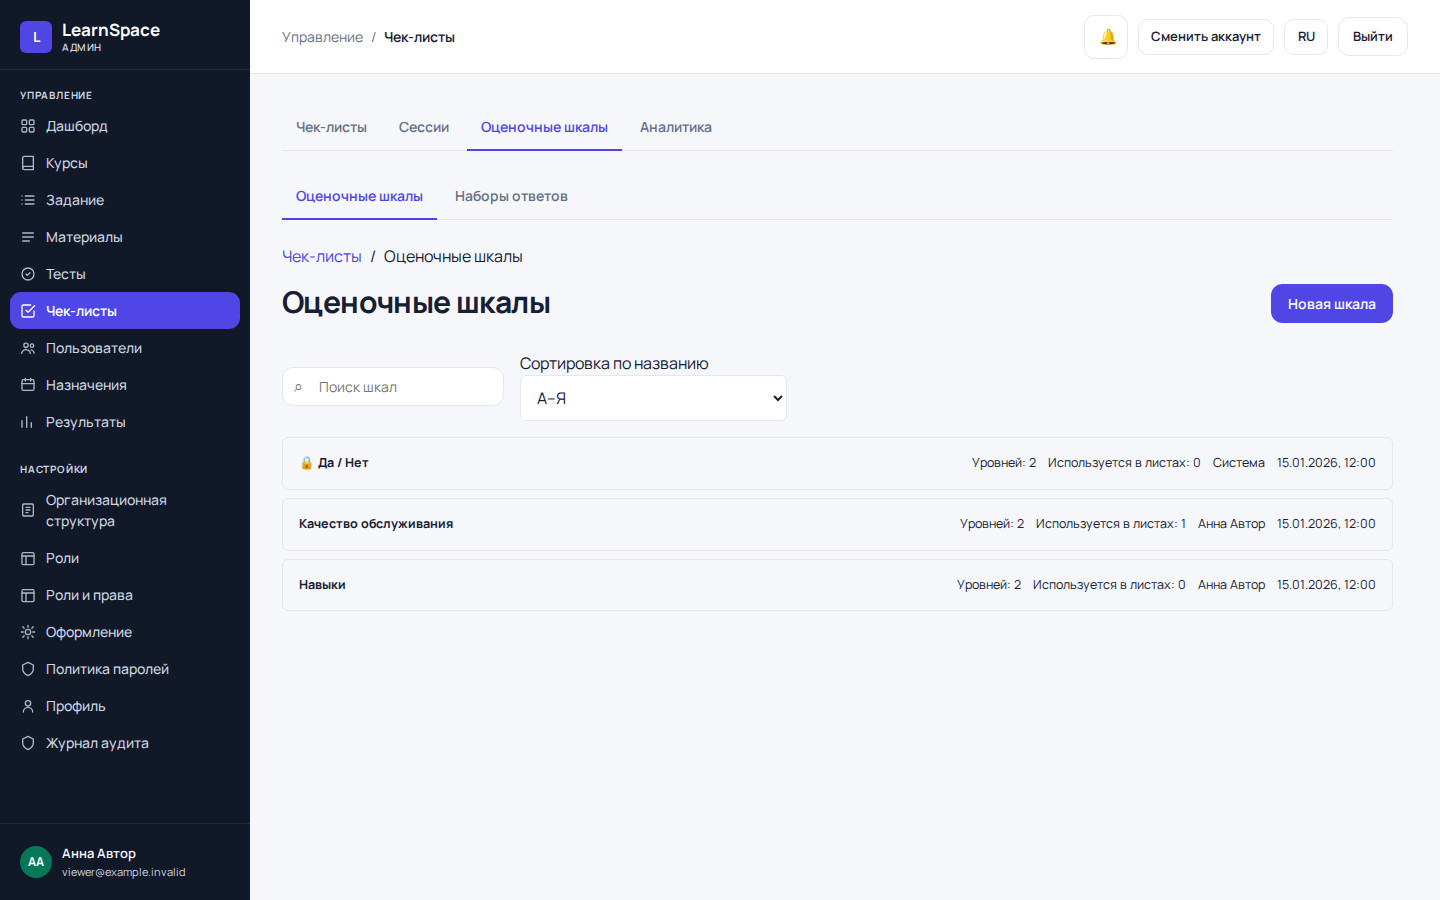 L
LearnSpace
АДМИН
УПРАВЛЕНИЕ
Дашборд
Курсы
Задание
Материалы
Тесты
Чек-листы
Пользователи
Назначения
Результаты
НАСТРОЙКИ
Организационная
структура
Роли
Роли и права
Оформление
Политика паролей
Профиль
Журнал аудита
АА
Анна Автор
viewer@example.invalid
Управление / Чек-листы
Сменить аккаунт
RU
Выйти
Чек-листы Сессии Оценочные шкалы Аналитика
Оценочные шкалы Наборы ответов
Чек-листы / Оценочные шкалы
Оценочные шкалы
Новая шкала
Поиск шкал
Сортировка по названию
А–Я
Да / Нет Уровней: 2 Используется в листах: 0 Система 15.01.2026, 12:00
Качество обслуживания Уровней: 2 Используется в листах: 1 Анна Автор 15.01.2026, 12:00
Навыки Уровней: 2 Используется в листах: 0 Анна Автор 15.01.2026, 12:00